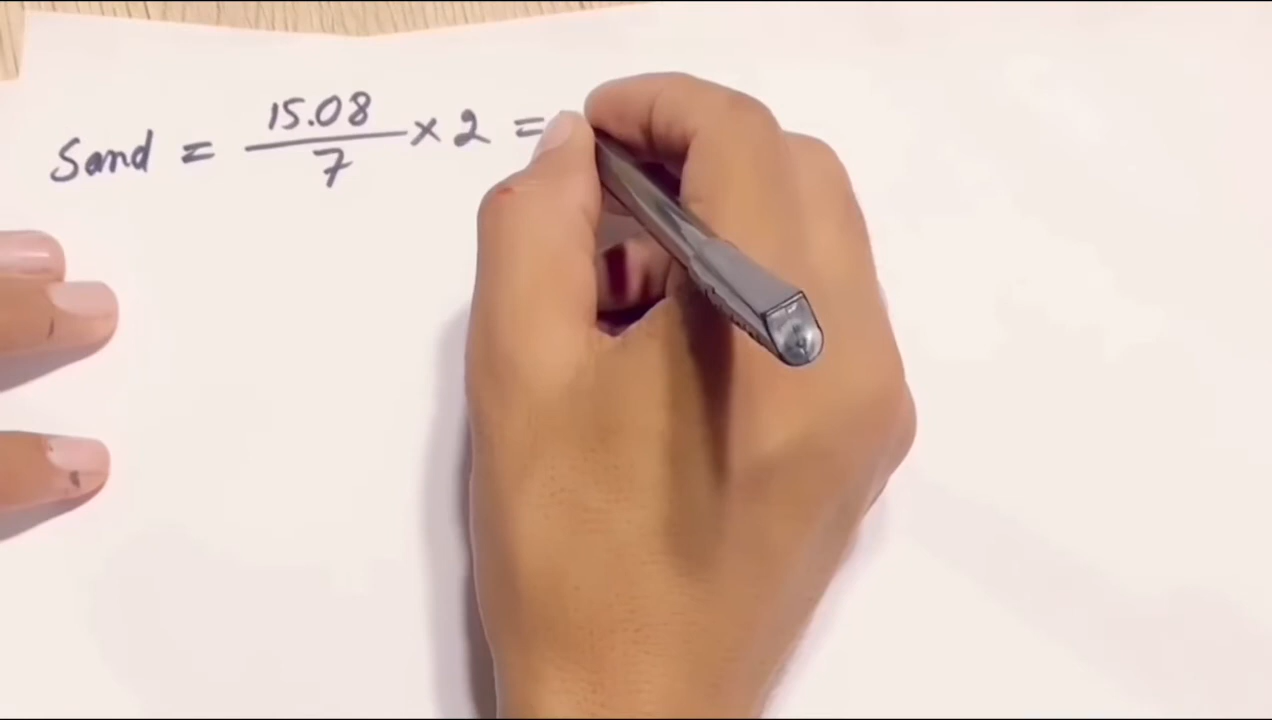 Sand = 15.08/7 × 2 =